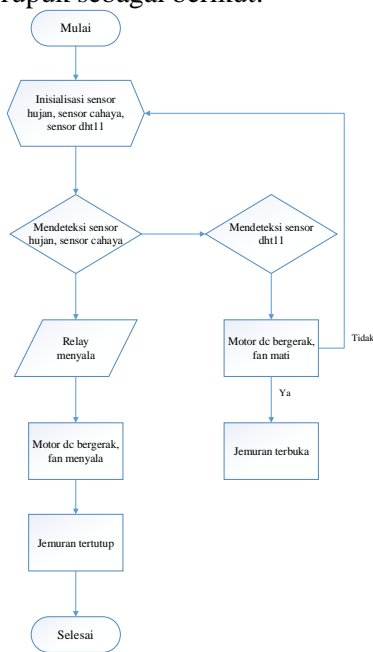 sebagai berikut:
Mulai
Inisialisasi sensor
hujan, sensor cahaya,
sensor dht11
Mendeteksi sensor
hujan, sensor cahaya
Mendeteksi sensor
dht11
Relay
menyala
Motor dc bergerak,
fan mati
Tidak
Ya
Motor dc bergerak,
fan menyala
Jemuran terbuka
Jemuran tertutup
Selesai